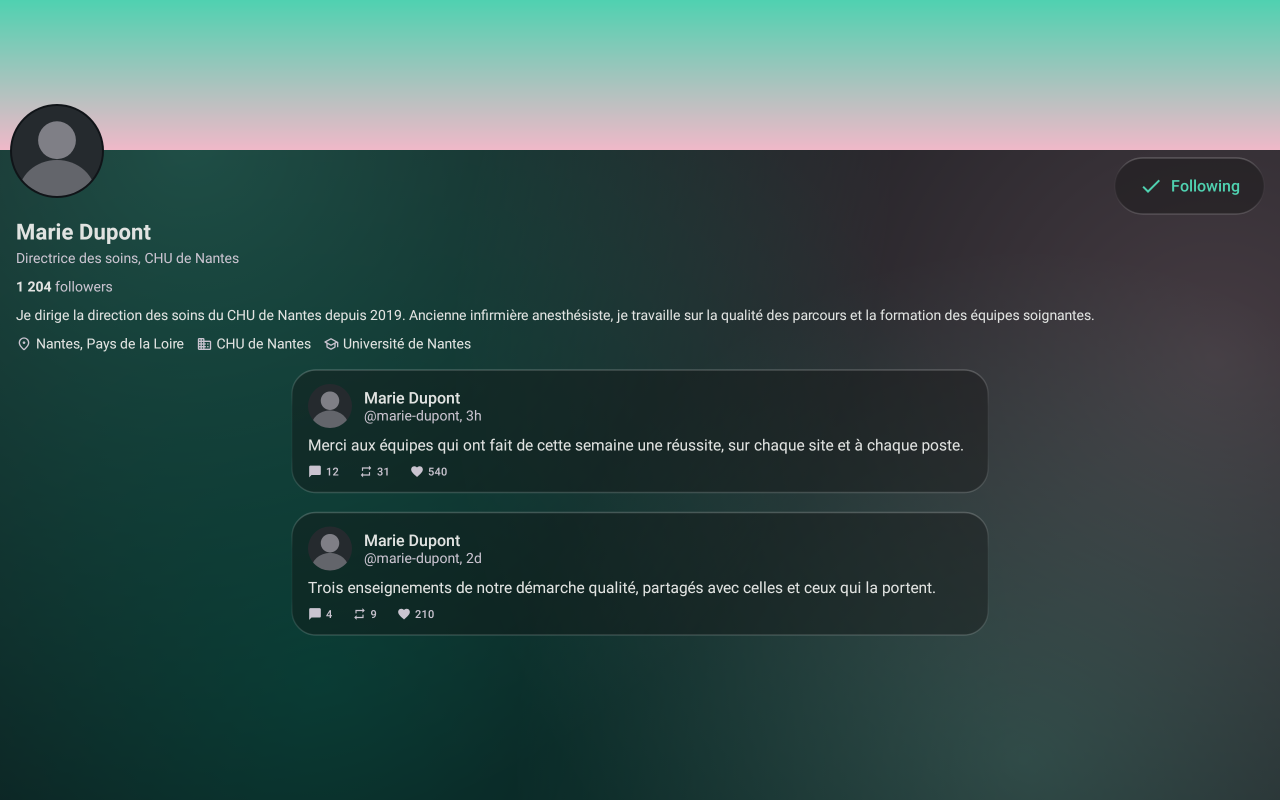 Following
Marie Dupont
Directrice des soins, CHU de Nantes
1 204 followers
Je dirige la direction des soins du CHU de Nantes depuis 2019. Ancienne infirmière anesthésiste, je travaille sur la qualité des parcours et la formation des équipes soignantes.
Nantes, Pays de la Loire CHU de Nantes Université de Nantes
Marie Dupont
@marie-dupont, 3h
Merci aux équipes qui ont fait de cette semaine une réussite, sur chaque site et à chaque poste.
12 31 540
Marie Dupont
@marie-dupont, 2d
Trois enseignements de notre démarche qualité, partagés avec celles et ceux qui la portent.
4 9 210